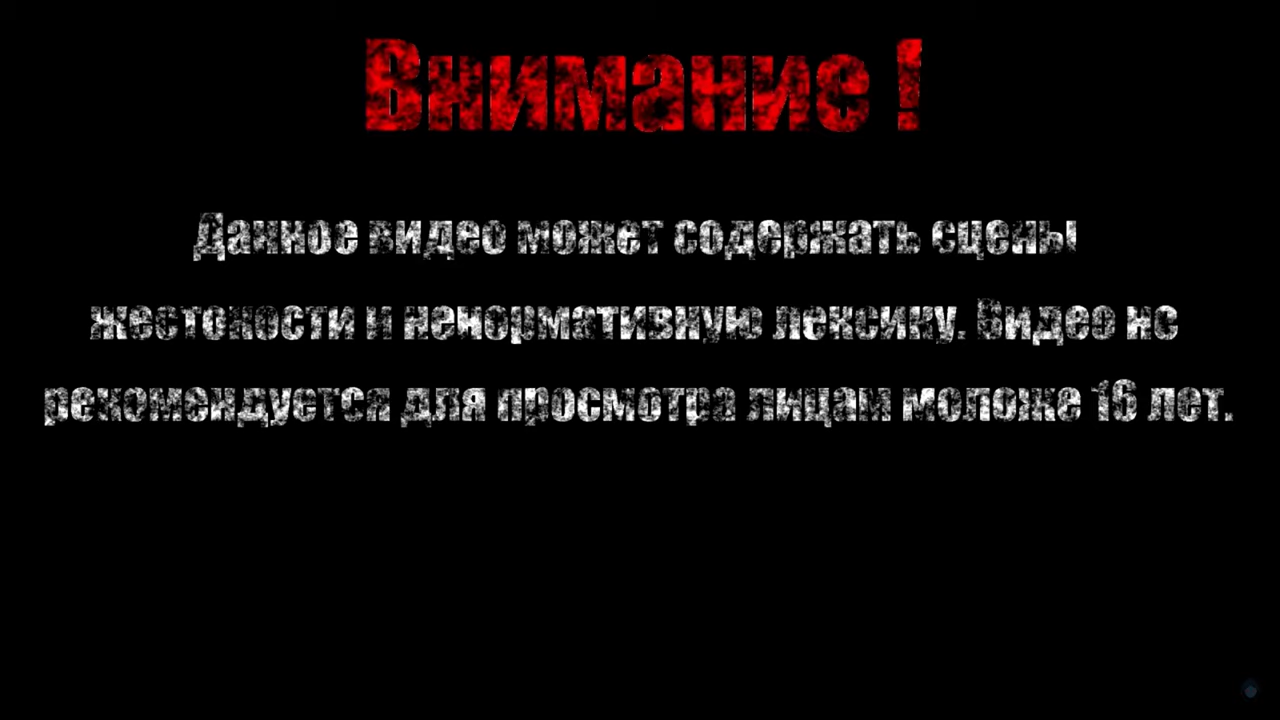 Внимание !
Данное видео может содержать сцены
жестокости и ненормативную лексику. Видео не
рекомендуется для просмотра лицам моложе 16 лет.